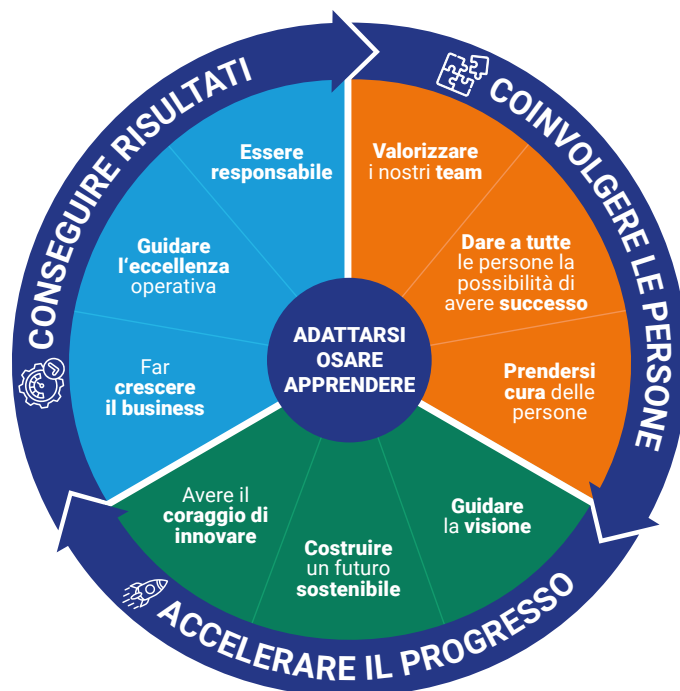 CONSEGUIRE RISULTATI
COINVOLGERE LE PERSONE
ACCELERARE IL PROGRESSO
Essere
responsabile
Guidare
l'eccellenza
operativa
Far
crescere
il business
Valorizzare
i nostri team
Dare a tutte
le persone la
possibilità di
avere successo
Prendersi
cura delle
persone
Guidare
la visione
Costruire
un futuro
sostenibile
Avere il
coraggio di
innovare
ADATTARSI
OSARE
APPRENDERE